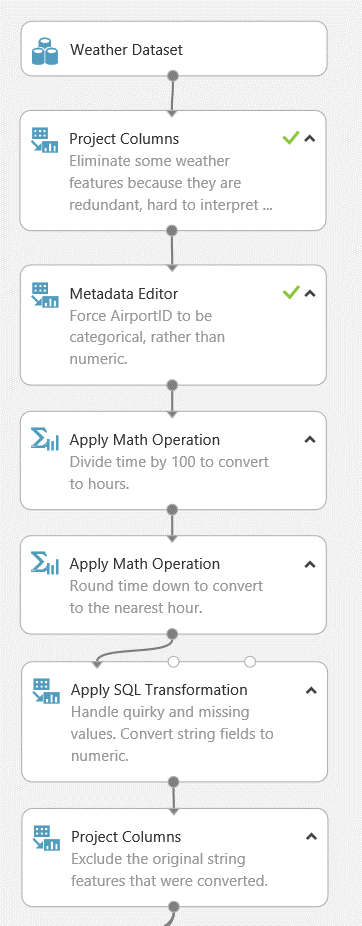 Weather Dataset
Project Columns
Eliminate some weather
features because they are
redundant, hard to interpret ...
Metadata Editor
Force AirportID to be
categorical, rather than
numeric.
Apply Math Operation
Divide time by 100 to convert
to hours.
Apply Math Operation
Round time down to convert
to the nearest hour.
Apply SQL Transformation
Handle quirky and missing
values. Convert string fields to
numeric.
Project Columns
Exclude the original string
features that were converted.